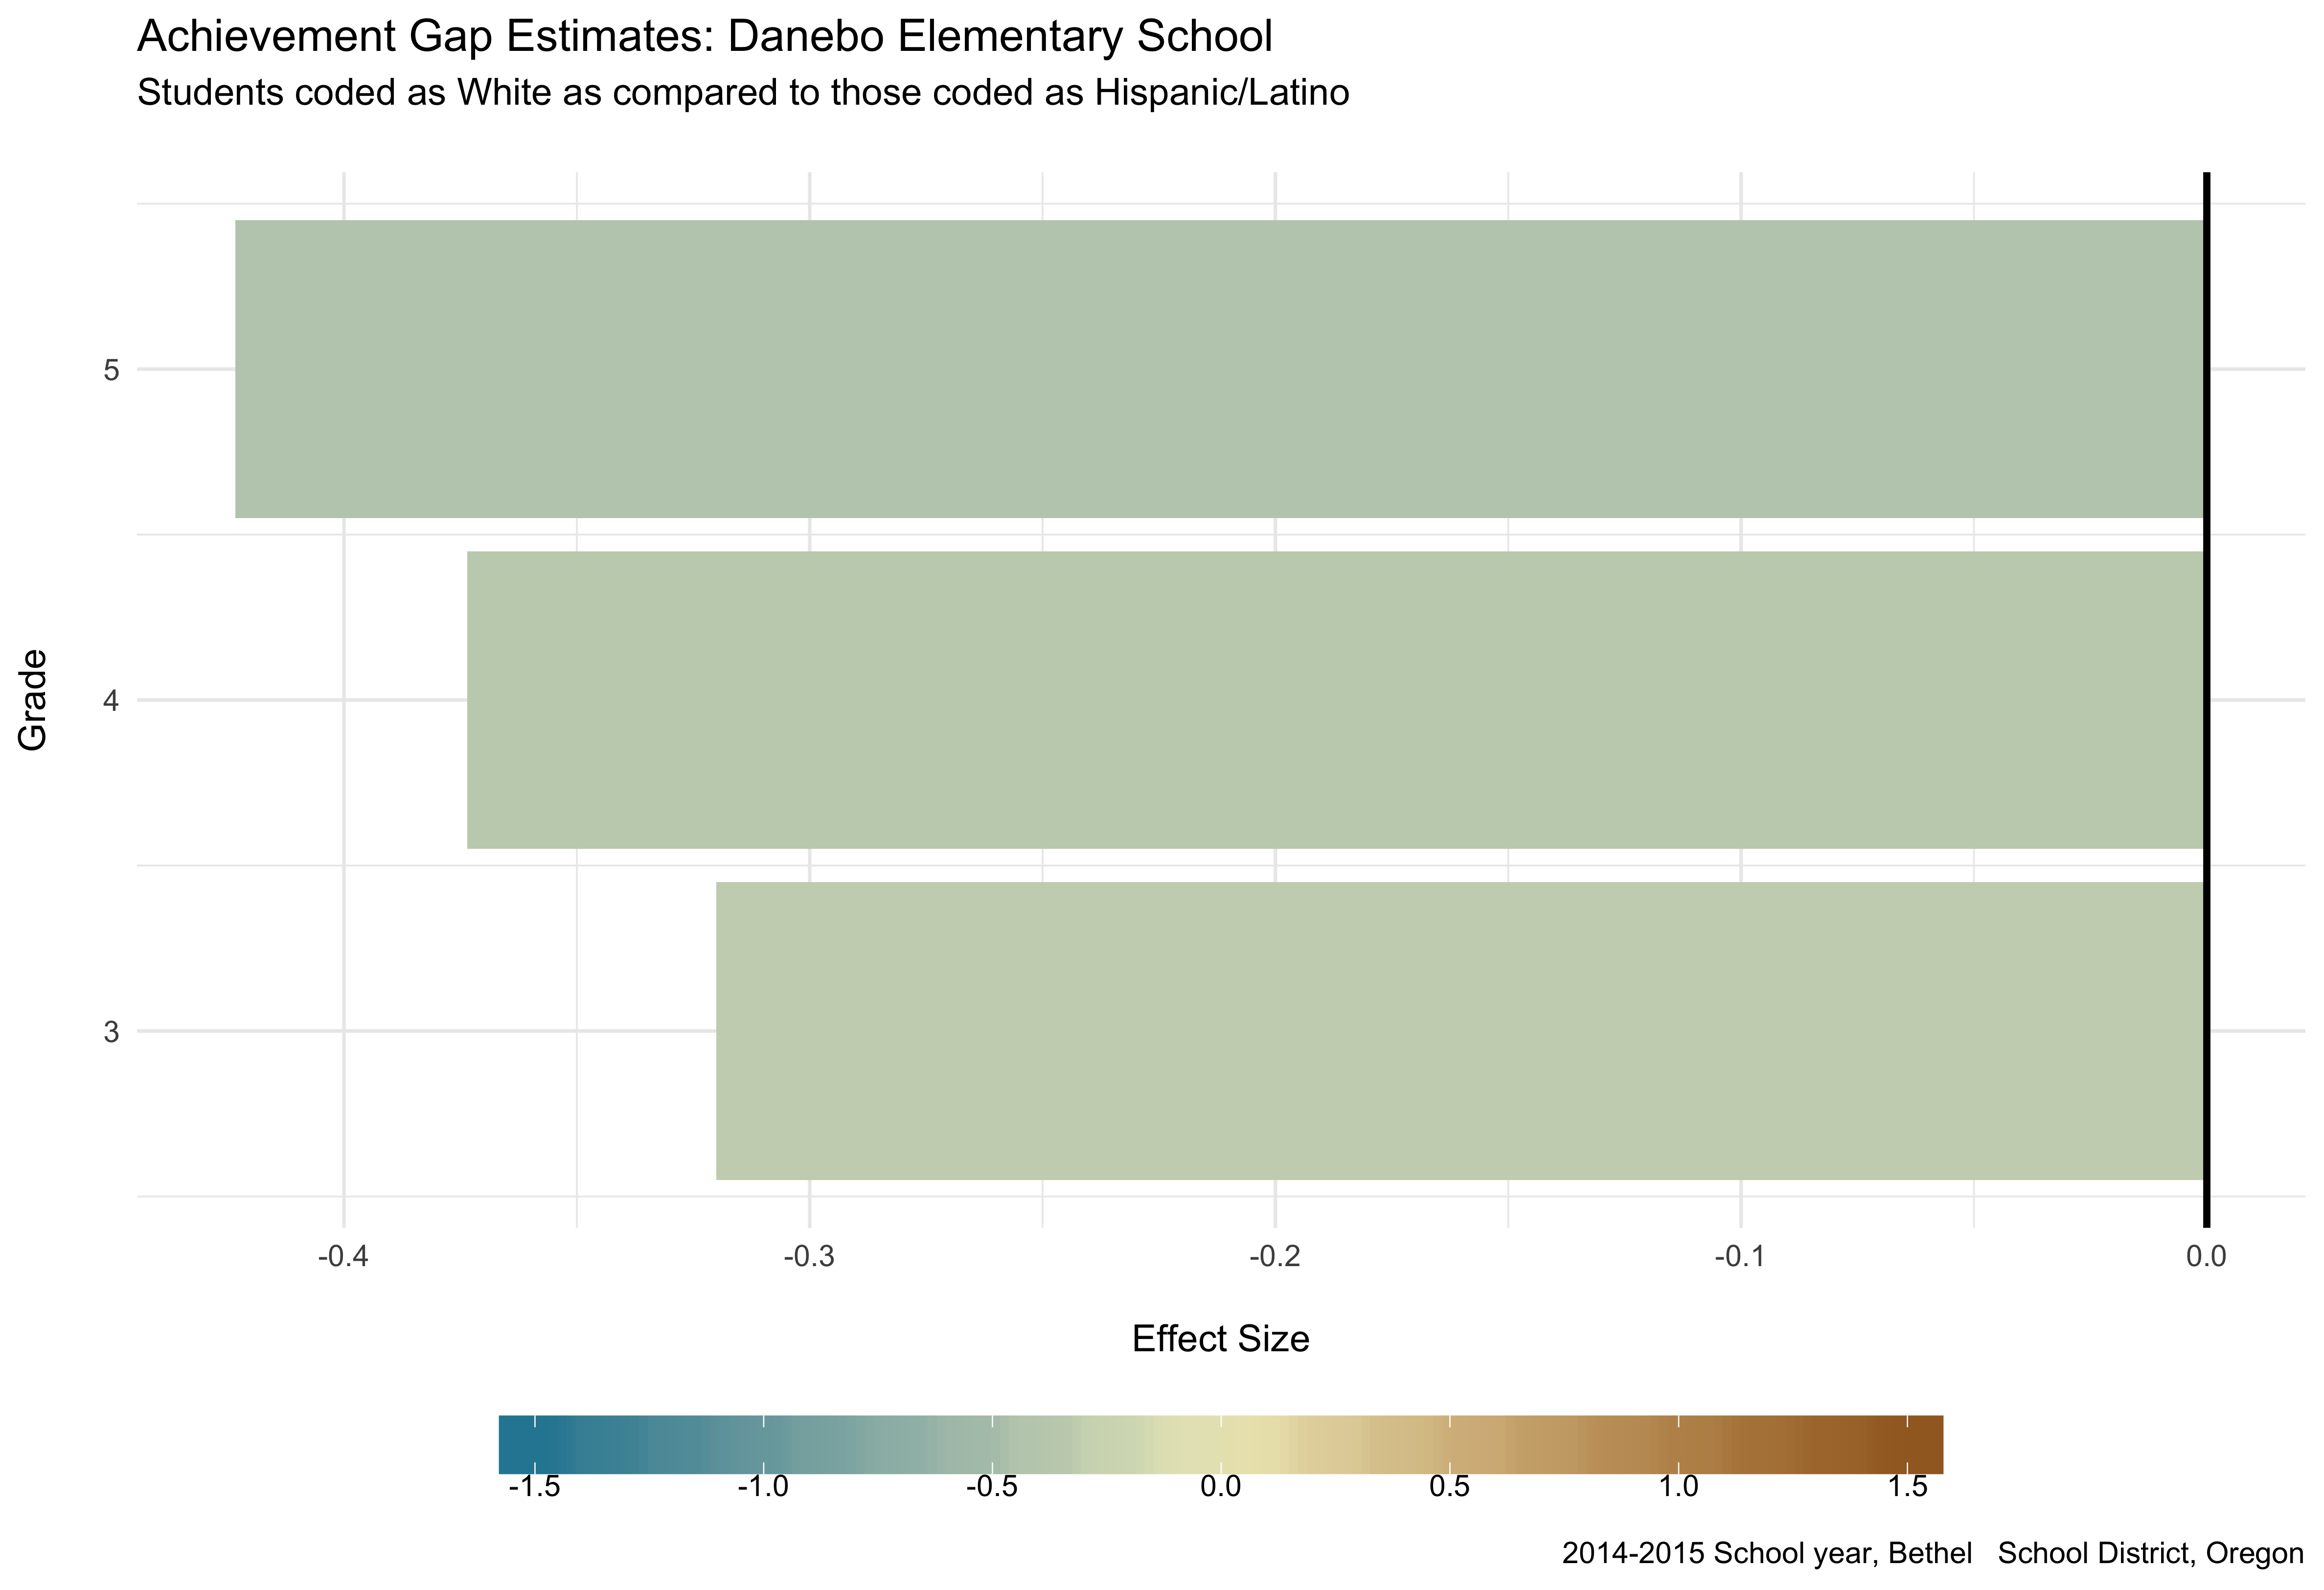 Achievement Gap Estimates: Danebo Elementary School
Students coded as White as compared to those coded as Hispanic/Latino
5
4
3
Grade
-0.4 -0.3 -0.2 -0.1 0.0
Effect Size
-1.5 -1.0 -0.5 0.0 0.5 1.0 1.5
2014-2015 School year, Bethel   School District, Oregon